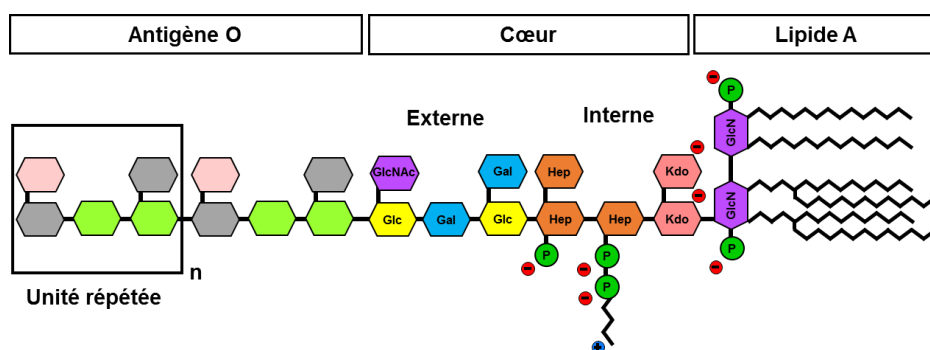 Antigène O Cœur Lipide A
P
Externe Interne
GlcN
GlcNAc Gal Hep Kdo
Glc Gal Glc Hep Hep Kdo GlcN
P P P
P
n
Unité répétée